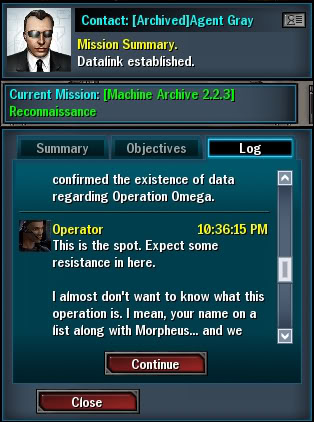 Contact: [Archived]Agent Gray
Mission Summary.
Datalink established.
Current Mission: [Machine Archive 2.2.3]
Reconnaissance
Summary
Objectives
Log
confirmed the existence of data
regarding Operation Omega.
Operator 10:36:15 PM
This is the spot. Expect some
resistance in here.
I almost don't want to know what this
operation is. I mean, your name on a
list along with Morpheus... and we
Continue
Close